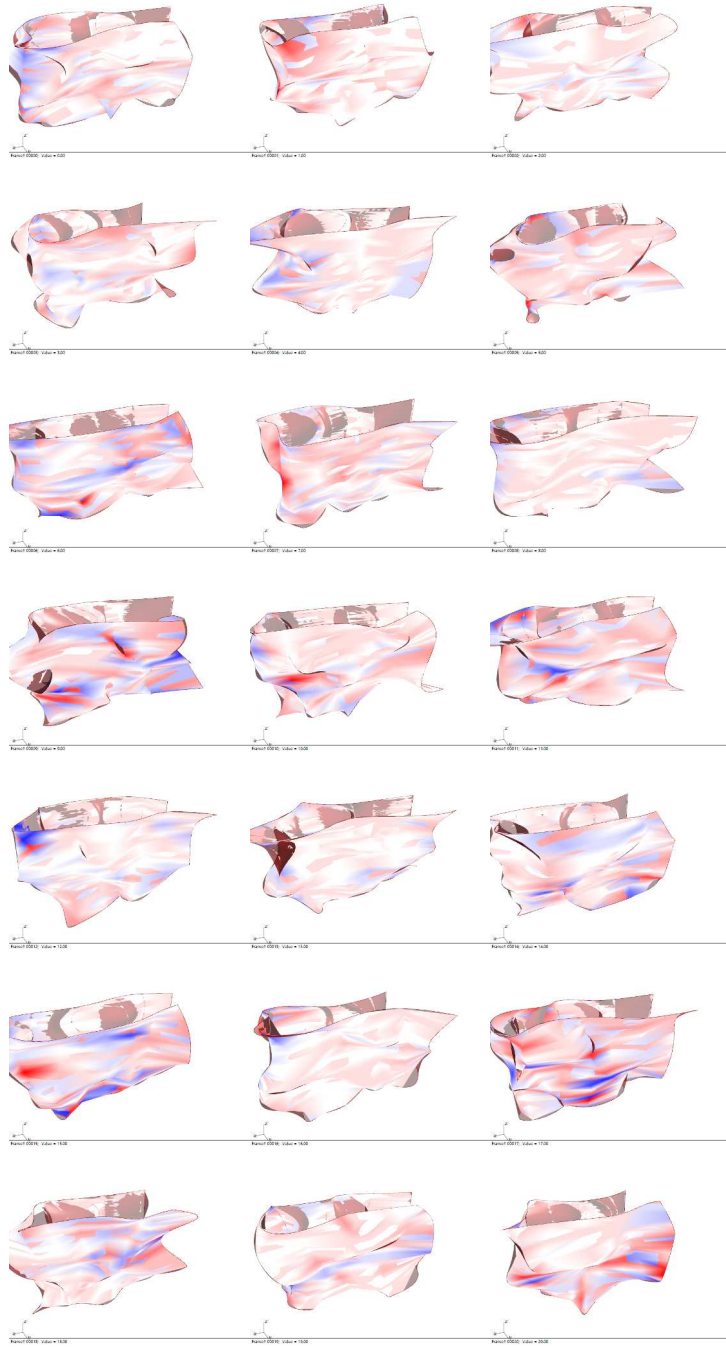 Frame# 00000| Value = 0.00
Frame# 00001| Value = 1.00
Frame# 00002| Value = 2.00
Frame# 00003| Value = 3.00
Frame# 00004| Value = 4.00
Frame# 00005| Value = 5.00
Frame# 00006| Value = 6.00
Frame# 00007| Value = 7.00
Frame# 00008| Value = 8.00
Frame# 00009| Value = 9.00
Frame# 00010| Value = 10.00
Frame# 00011| Value = 11.00
Frame# 00012| Value = 12.00
Frame# 00013| Value = 13.00
Frame# 00014| Value = 14.00
Frame# 00015| Value = 15.00
Frame# 00016| Value = 16.00
Frame# 00017| Value = 17.00
Frame# 00018| Value = 18.00
Frame# 00019| Value = 19.00
Frame# 00020| Value = 20.00